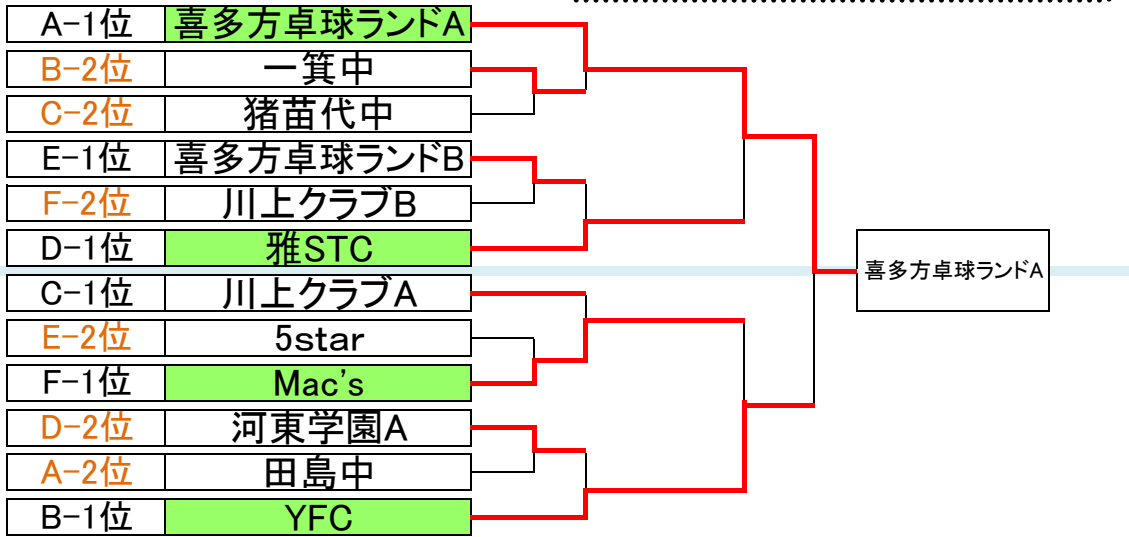 A-1位 喜多方卓球ランドA
B-2位 一箕中
C-2位 猪苗代中
E-1位 喜多方卓球ランドB
F-2位 川上クラブB
D-1位 雅STC
C-1位 川上クラブA
E-2位 5star
F-1位 Mac's
D-2位 河東学園A
A-2位 田島中
B-1位 YFC
喜多方卓球ランドA